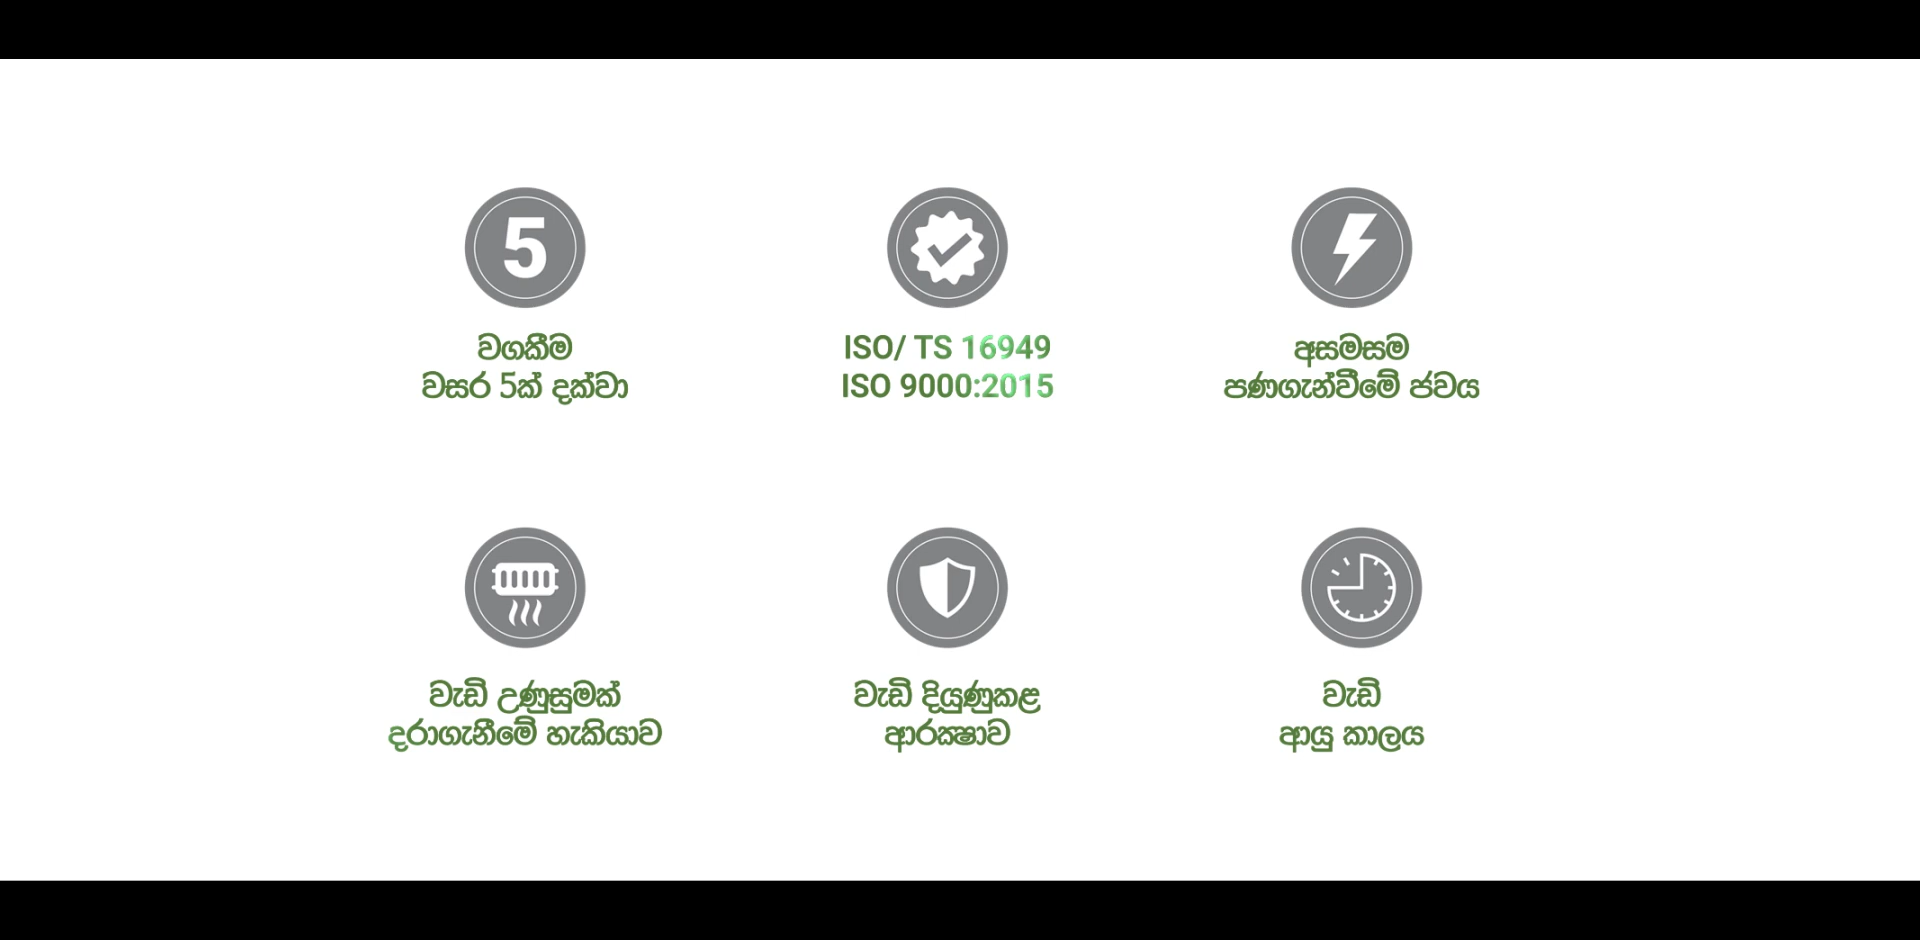 5
වගකීම
වසර 5ක් දක්වා
ISO/ TS 16949
ISO 9000:2015
අසමසම
පණගැන්වීමේ ජවය
වැඩි උණුසුමක්
දරාගැනීමේ හැකියාව
වැඩි දියුණුකළ
ආරක්‍ෂාව
වැඩි
ආයු කාලය